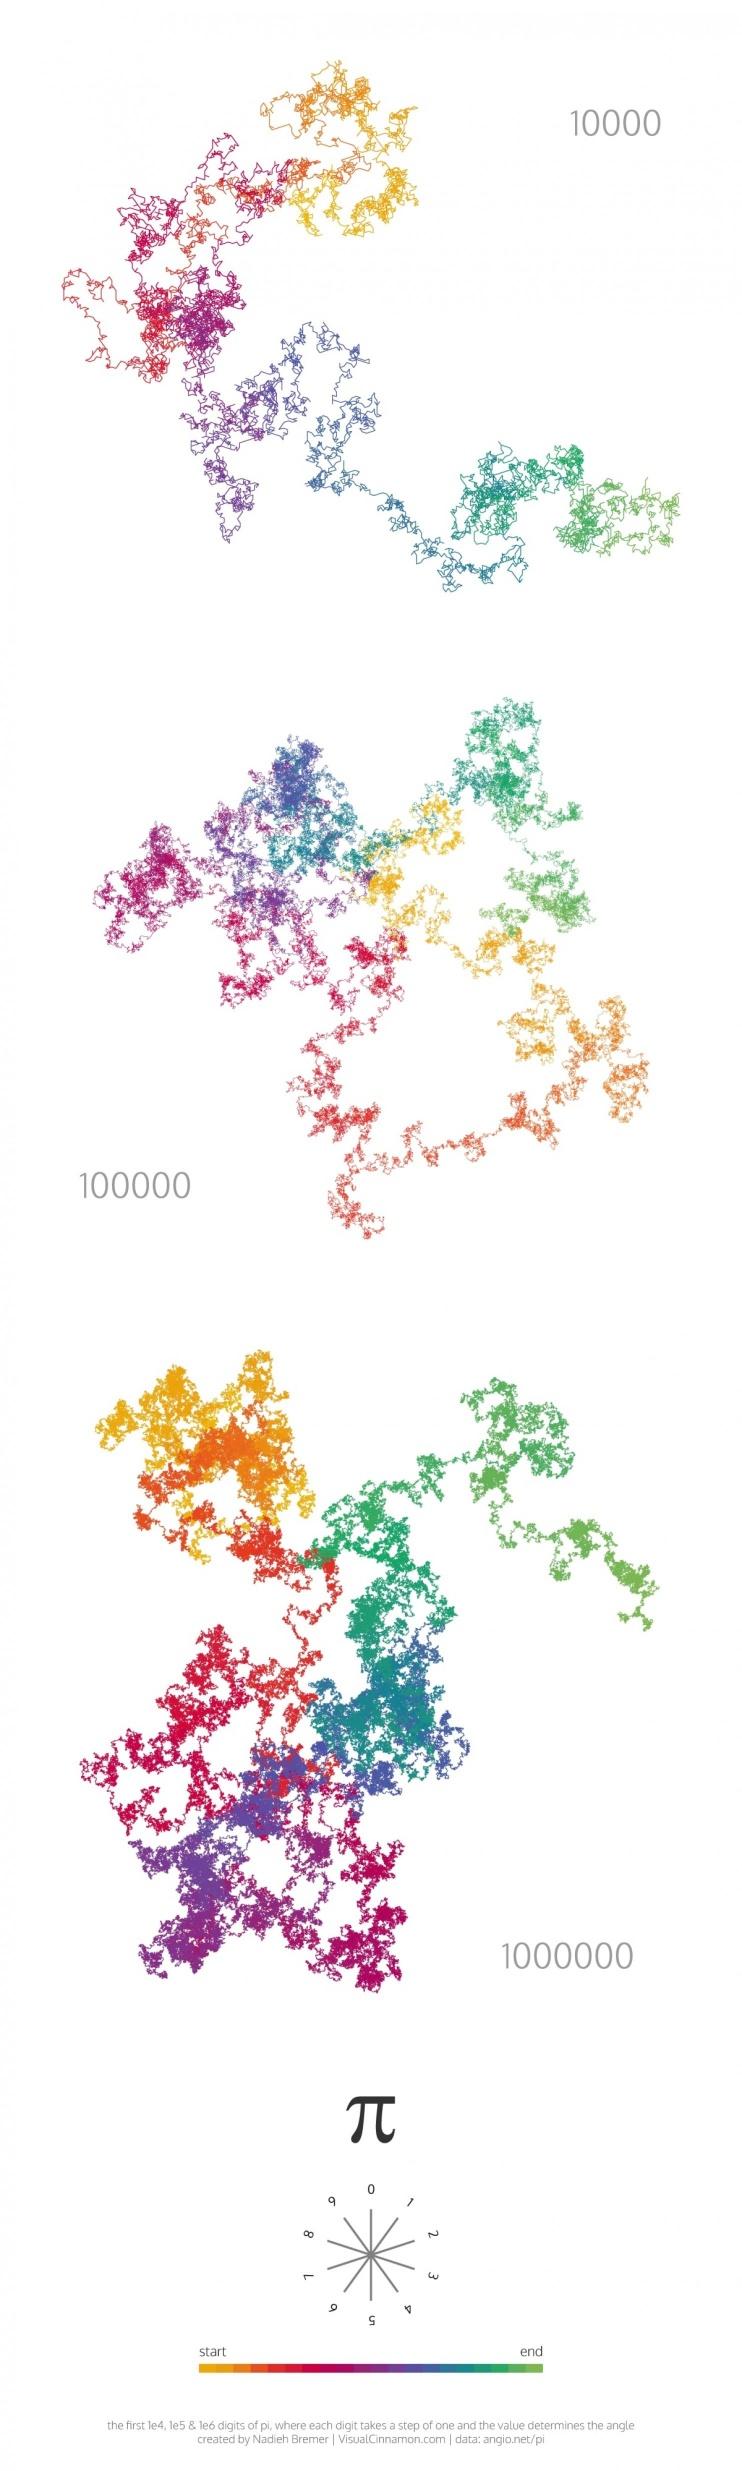 10000
100000
1000000
π
0
9 1
8 2
7 3
6 4
5
start end
the first 1e4, 1e5 & 1e6 digits of pi, where each digit takes a step of one and the value determines the angle
created by Nadieh Bremer | VisualCinnamon.com | data: angio.net/pi